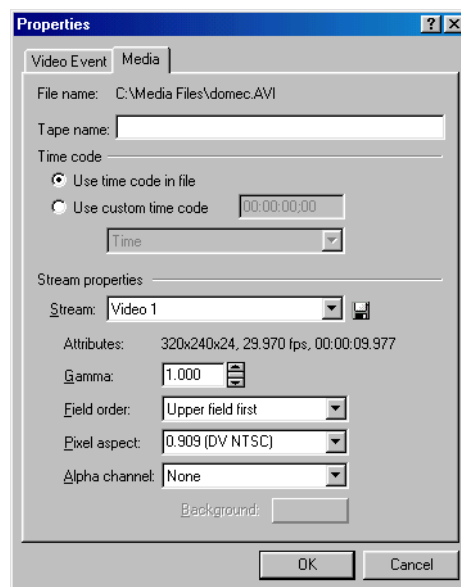 Properties
Video Event Media
File name: C:\Media Files\domec.AVI
Tape name:
Time code
Use time code in file
Use custom time code 00:00:00;00
Time
Stream properties
Stream: Video 1
Attributes: 320x240x24, 29.970 fps, 00:00:09.977
Gamma: 1.000
Field order: Upper field first
Pixel aspect: 0.909 (DV NTSC)
Alpha channel: None
Background:
OK Cancel